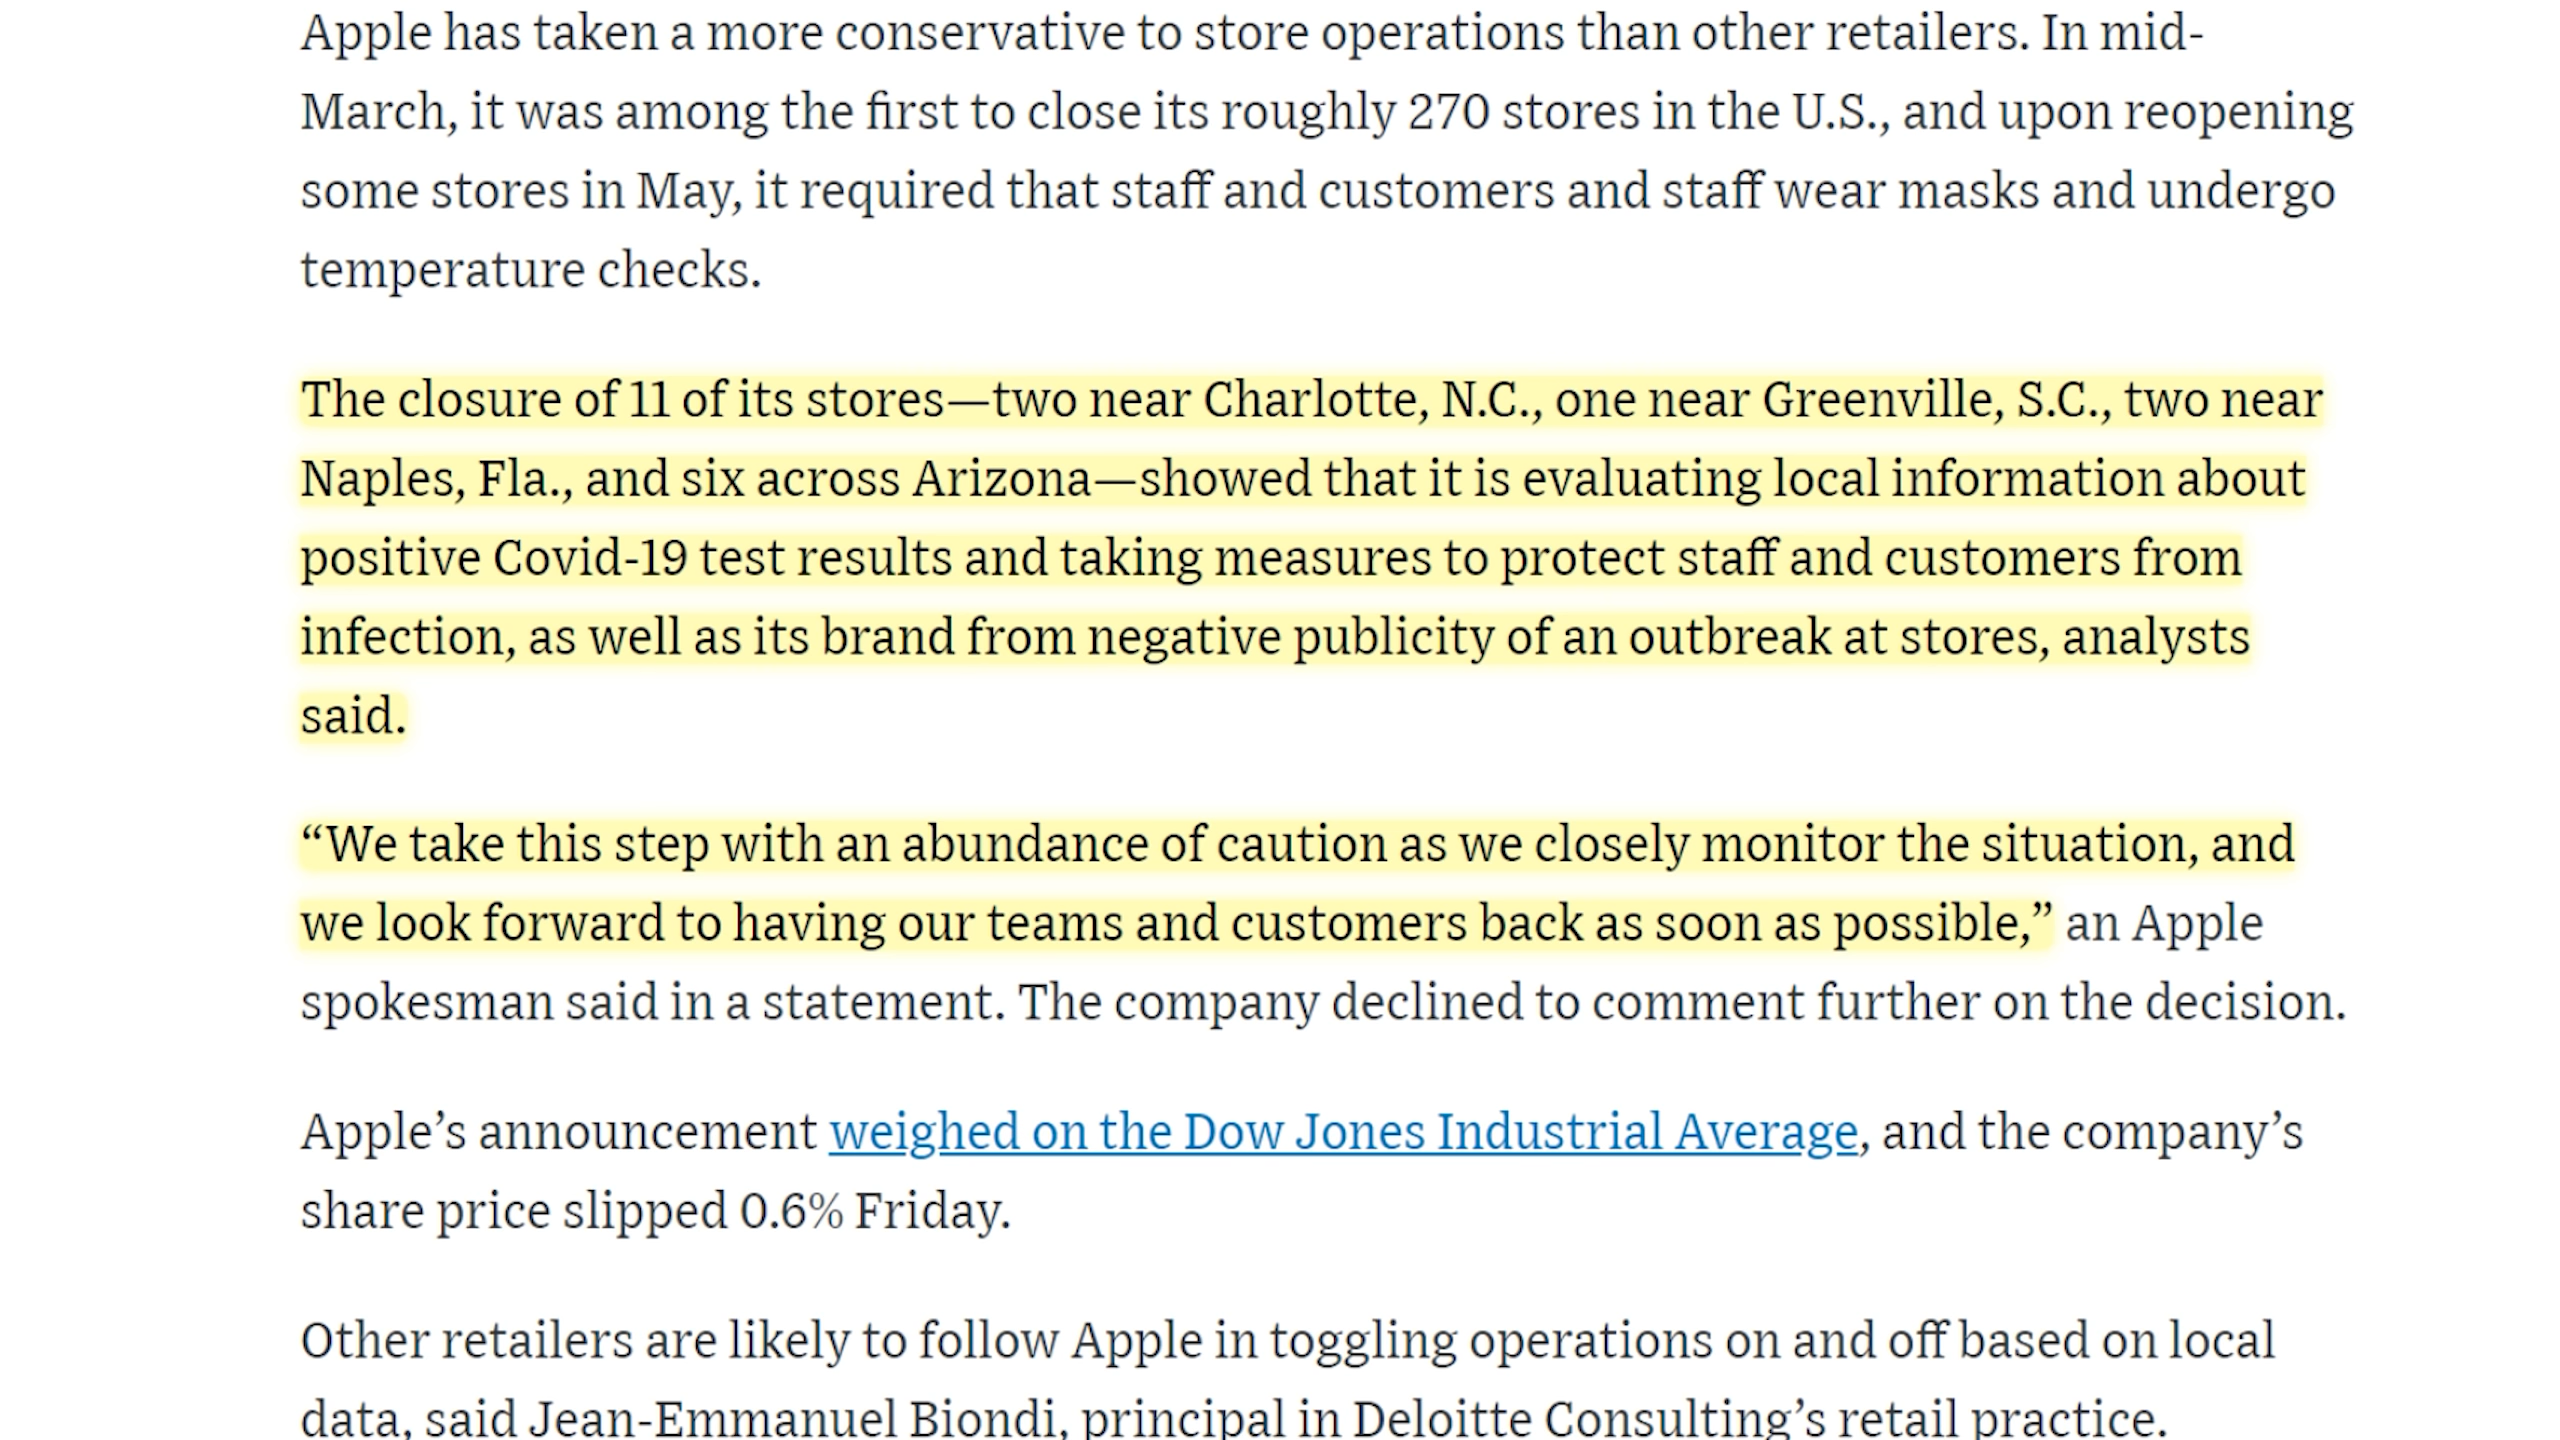 Apple has taken a more conservative to store operations than other retailers. In mid-
March, it was among the first to close its roughly 270 stores in the U.S., and upon reopening
some stores in May, it required that staff and customers and staff wear masks and undergo
temperature checks.
The closure of 11 of its stores—two near Charlotte, N.C., one near Greenville, S.C., two near
Naples, Fla., and six across Arizona—showed that it is evaluating local information about
positive Covid-19 test results and taking measures to protect staff and customers from
infection, as well as its brand from negative publicity of an outbreak at stores, analysts
said.
“We take this step with an abundance of caution as we closely monitor the situation, and
we look forward to having our teams and customers back as soon as possible,” an Apple
spokesman said in a statement. The company declined to comment further on the decision.
Apple’s announcement weighed on the Dow Jones Industrial Average, and the company’s
share price slipped 0.6% Friday.
Other retailers are likely to follow Apple in toggling operations on and off based on local
data, said Jean-Emmanuel Biondi, principal in Deloitte Consulting’s retail practice.